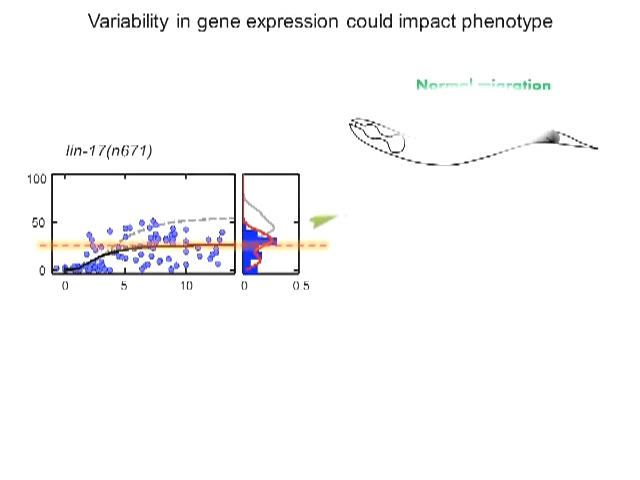 Variability in gene expression could impact phenotype
Normal migration
lin-17(n671)
100
50
0
0 5 10 0 0.5